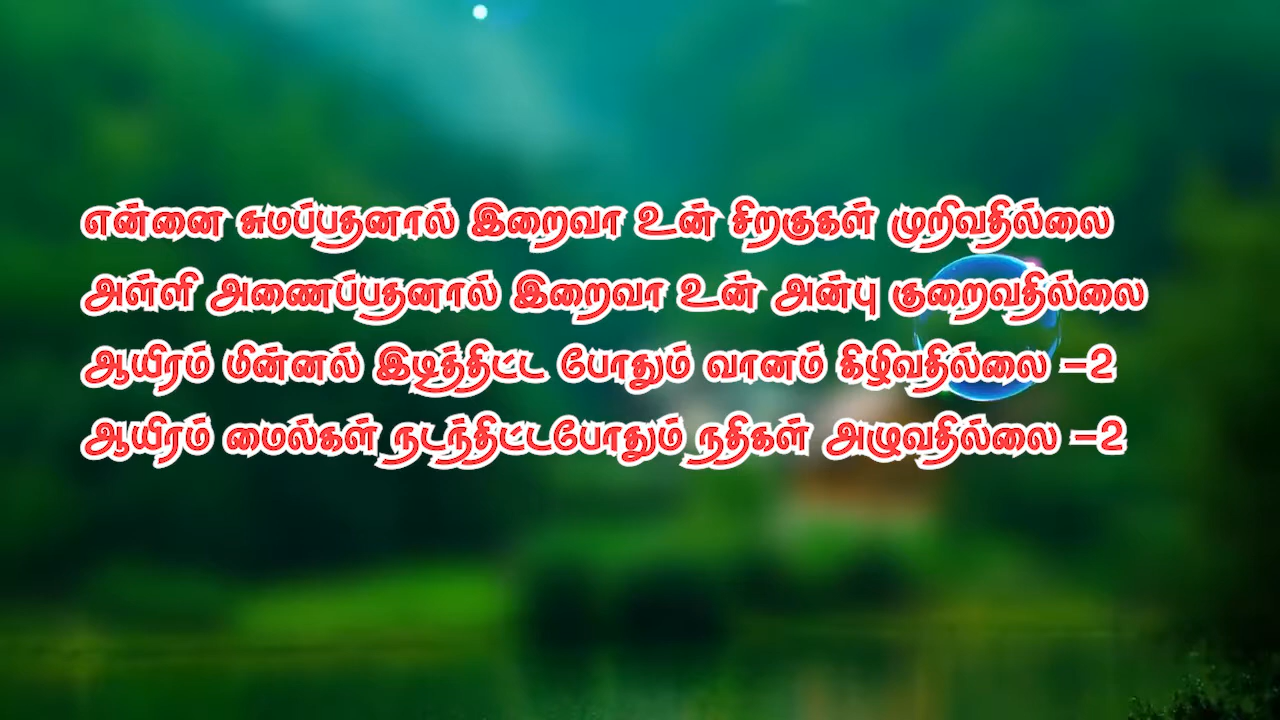 என்னை சுமப்பதனால் இறைவா உன் சிறகுகள் முறிவதில்லை
அள்ளி அணைப்பதனால் இறைவா உன் அன்பு குறைவதில்லை
ஆயிரம் மின்னல் இடித்திட்ட போதும் வானம் கிழிவதில்லை -2
ஆயிரம் மைல்கள் நடந்திட்டபோதும் நதிகள் அழுவதில்லை -2